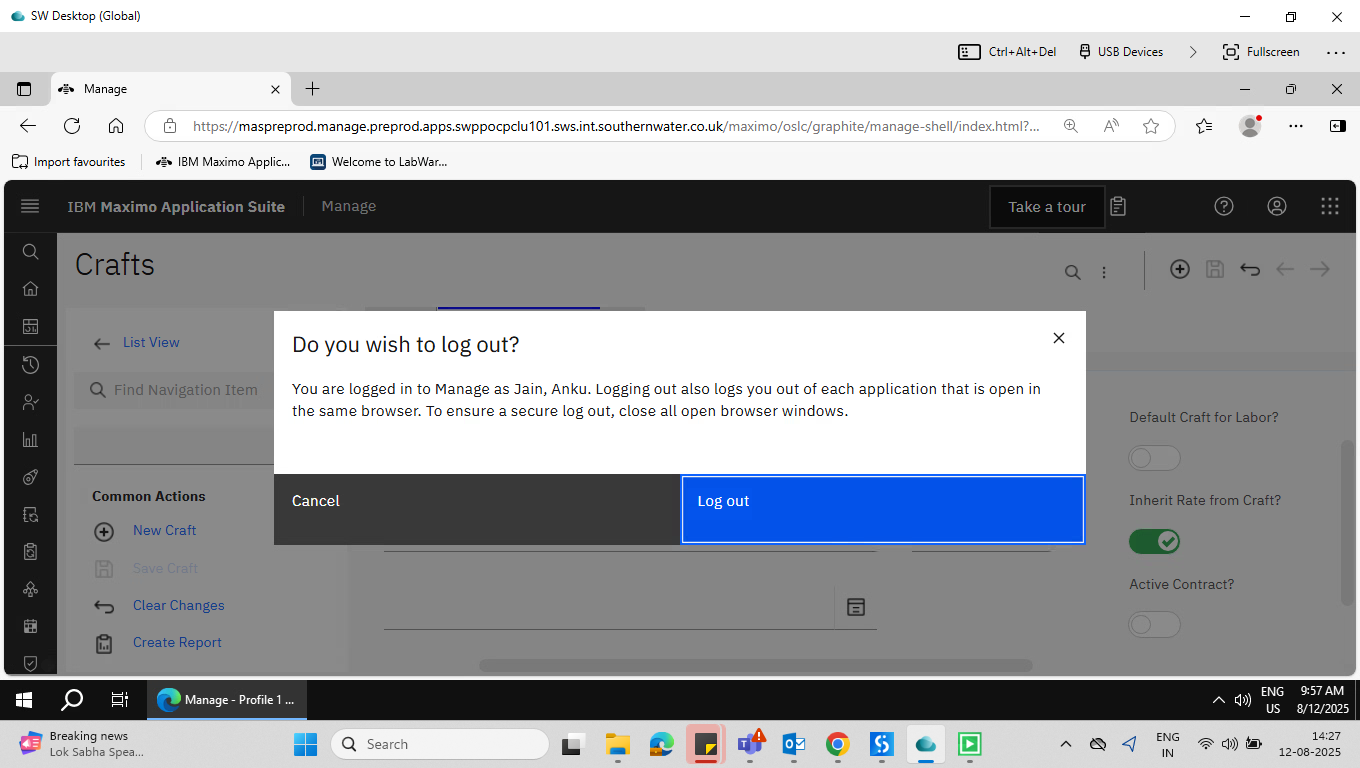 SW Desktop (Global)
Ctrl+Alt+Del
USB Devices
Fullscreen
Manage
https://maspreprod.manage.preprod.apps.swppocpclu101.sws.int.southernwater.co.uk/maximo/oslc/graphite/manage-shell/index.html?...
Import favourites
IBM Maximo Applic...
Welcome to LabWar...
IBM Maximo Application Suite
Manage
Take a tour
Crafts
List View
Find Navigation Item
Common Actions
New Craft
Save Craft
Clear Changes
Create Report
Do you wish to log out?
You are logged in to Manage as Jain, Anku. Logging out also logs you out of each application that is open in
the same browser. To ensure a secure log out, close all open browser windows.
Cancel
Log out
Default Craft for Labor?
Inherit Rate from Craft?
Active Contract?
Manage - Profile 1 ...
ENG
US
9:57 AM
8/12/2025
Breaking news
Lok Sabha Spea...
Search
ENG
IN
14:27
12-08-2025